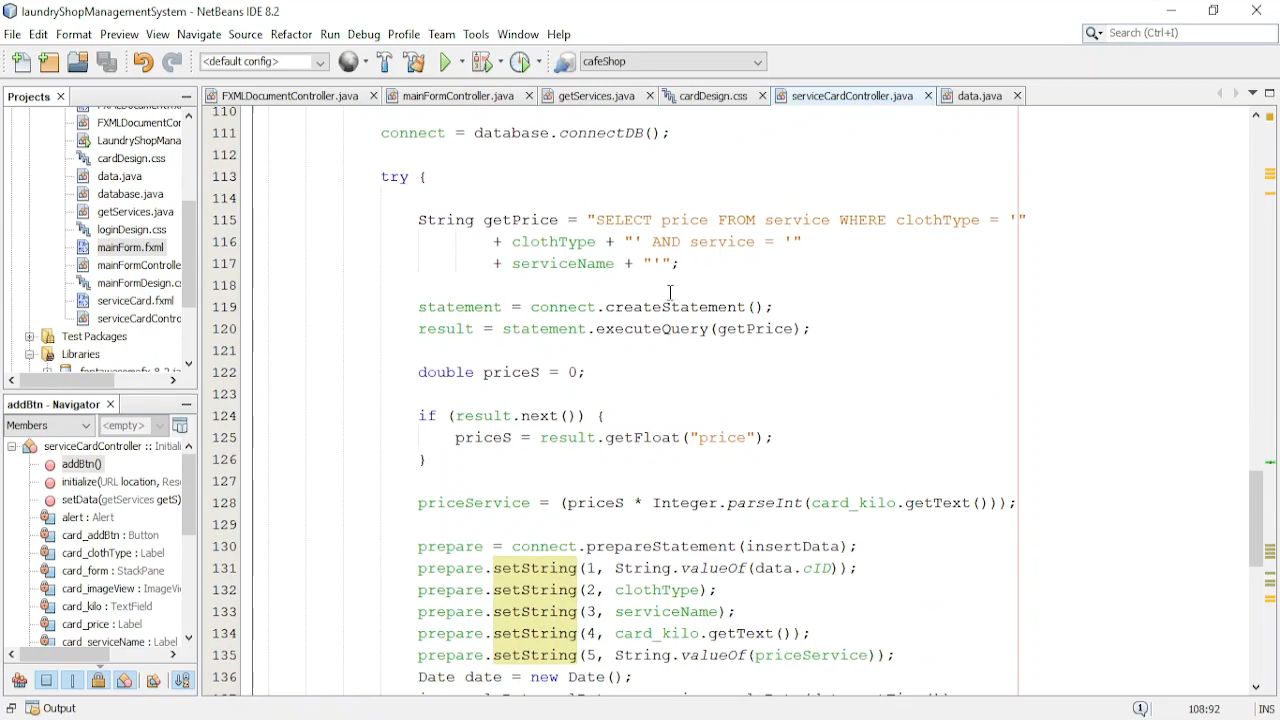 laundryShopManagementSystem - NetBeans IDE 8.2
File Edit Format Preview View Navigate Source Refactor Run Debug Profile Team Tools Window Help
Search (Ctrl+I)
<default config>
cafeShop
Projects
FXMLDocumentController.java
mainFormController.java
getServices.java
cardDesign.css
serviceCardController.java
data.java
FXMLDocumentCor
LaundryShopMana
cardDesign.css
data.java
database.java
getServices.java
loginDesign.css
mainForm.fxml
mainFormControlle
mainFormDesign.cs
serviceCard.fxml
serviceCardContro
Test Packages
Libraries
addBtn - Navigator
Members
<empty>
serviceCardController :: Initiali
addBtn()
initialize(URL location, Reso
setData(getServices getS)
alert : Alert
card_addBtn : Button
card_clothType : Label
card_form : StackPane
card_imageView : ImageVi
card_kilo : TextField
card_price : Label
card_serviceName : Label
110
111 connect = database.connectDB();
112
113 try {
114
115 String getPrice = "SELECT price FROM service WHERE clothType = '"
116 + clothType + "' AND service = '"
117 + serviceName + "'";
118
119 statement = connect.createStatement();
120 result = statement.executeQuery(getPrice);
121
122 double priceS = 0;
123
124 if (result.next()) {
125 priceS = result.getFloat("price");
126 }
127
128 priceService = (priceS * Integer.parseInt(card_kilo.getText()));
129
130 prepare = connect.prepareStatement(insertData);
131 prepare.setString(1, String.valueOf(data.cID));
132 prepare.setString(2, clothType);
133 prepare.setString(3, serviceName);
134 prepare.setString(4, card_kilo.getText());
135 prepare.setString(5, String.valueOf(priceService));
136 Date date = new Date();
Output
108:92
INS